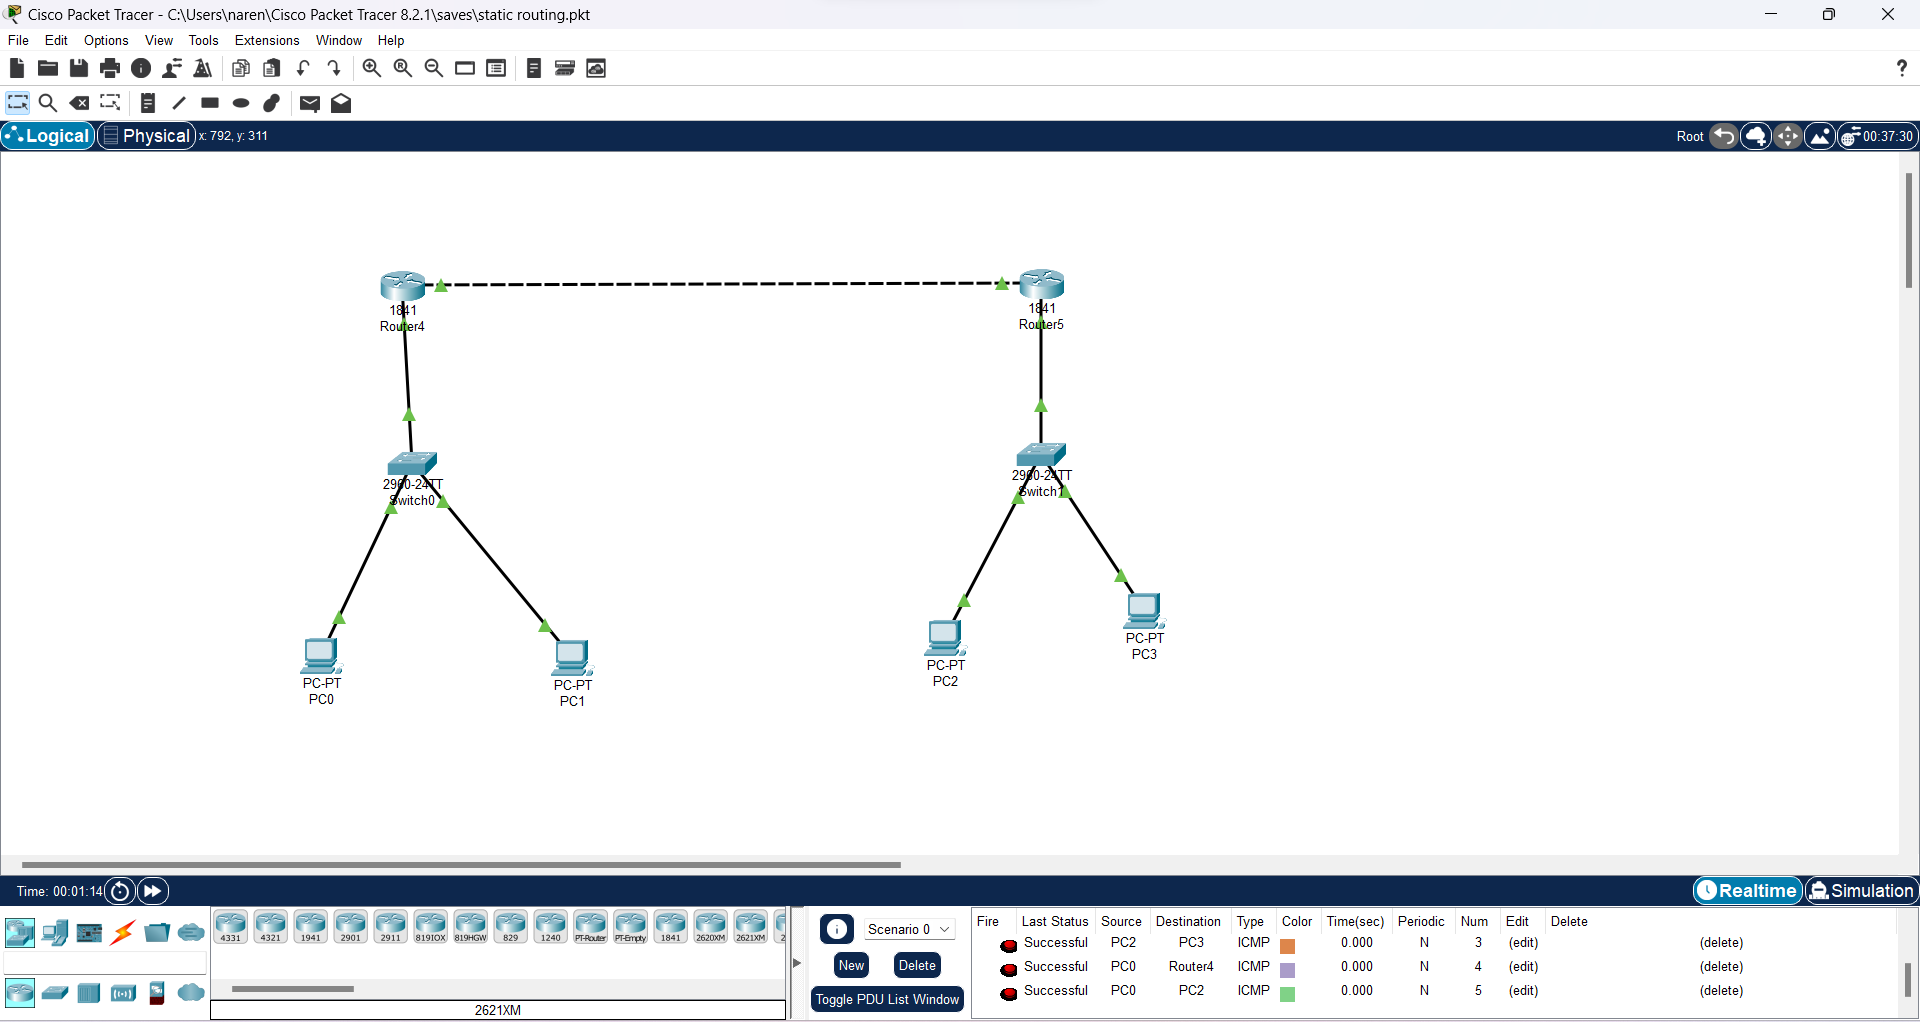 Cisco Packet Tracer - C:\Users\naren\Cisco Packet Tracer 8.2.1\saves\static routing.pkt
File Edit Options View Tools Extensions Window Help
Logical Physical x: 792, y: 311 Root 00:37:30
1841
Router4
1841
Router5
2960-24TT
Switch0
2960-24TT
Switch1
PC-PT
PC0
PC-PT
PC1
PC-PT
PC2
PC-PT
PC3
Time: 00:01:14 Realtime Simulation
4331 4321 1941 2901 2911 819IOX 819HGW 829 1240 PT-Router PT-Empty 1841 2620XM 2621XM 2
2621XM
Scenario 0
New Delete
Toggle PDU List Window
Fire Last Status Source Destination Type Color Time(sec) Periodic Num Edit Delete
Successful PC2 PC3 ICMP 0.000 N 3 (edit) (delete)
Successful PC0 Router4 ICMP 0.000 N 4 (edit) (delete)
Successful PC0 PC2 ICMP 0.000 N 5 (edit) (delete)